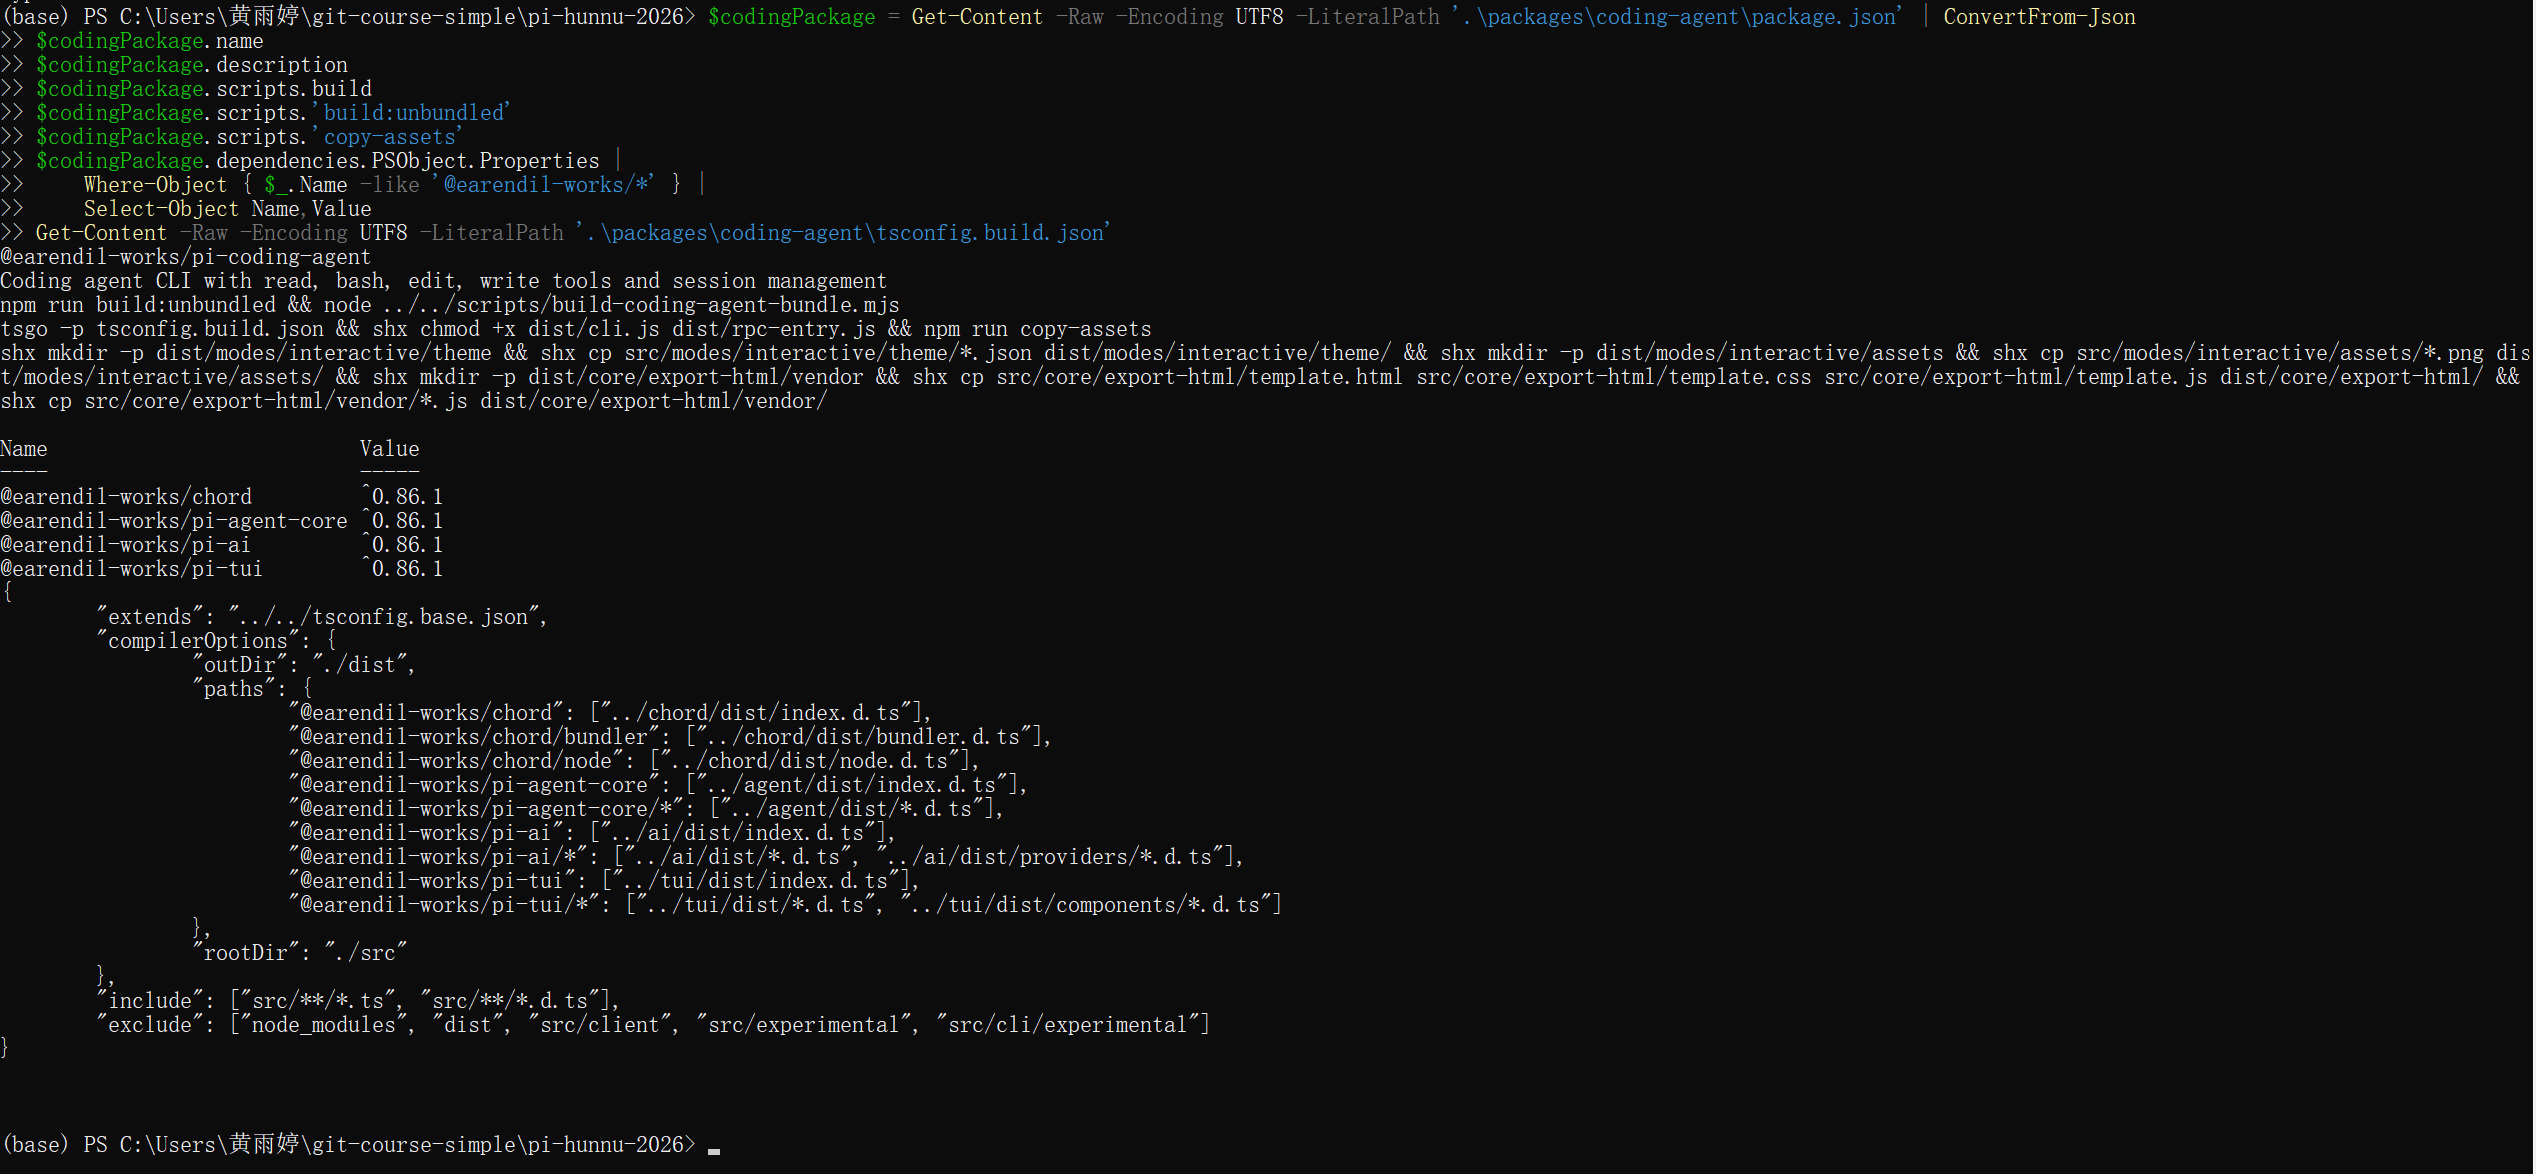 (base) PS C:\Users\黄雨婷\git-course-simple\pi-hunnu-2026> $codingPackage = Get-Content -Raw -Encoding UTF8 -LiteralPath '.\packages\coding-agent\package.json' | ConvertFrom-Json
>> $codingPackage.name
>> $codingPackage.description
>> $codingPackage.scripts.build
>> $codingPackage.scripts.'build:unbundled'
>> $codingPackage.scripts.'copy-assets'
>> $codingPackage.dependencies.PSObject.Properties |
>>     Where-Object { $_.Name -like '@earendil-works/*' } |
>>     Select-Object Name,Value
>> Get-Content -Raw -Encoding UTF8 -LiteralPath '.\packages\coding-agent\tsconfig.build.json'
@earendil-works/pi-coding-agent
Coding agent CLI with read, bash, edit, write tools and session management
npm run build:unbundled && node ../../scripts/build-coding-agent-bundle.mjs
tsgo -p tsconfig.build.json && shx chmod +x dist/cli.js dist/rpc-entry.js && npm run copy-assets
shx mkdir -p dist/modes/interactive/theme && shx cp src/modes/interactive/theme/*.json dist/modes/interactive/theme/ && shx mkdir -p dist/modes/interactive/assets && shx cp src/modes/interactive/assets/*.png dis
t/modes/interactive/assets/ && shx mkdir -p dist/core/export-html/vendor && shx cp src/core/export-html/template.html src/core/export-html/template.css src/core/export-html/template.js dist/core/export-html/ &&
shx cp src/core/export-html/vendor/*.js dist/core/export-html/vendor/
Name                          Value
----                          -----
@earendil-works/chord         ^0.86.1
@earendil-works/pi-agent-core ^0.86.1
@earendil-works/pi-ai         ^0.86.1
@earendil-works/pi-tui        ^0.86.1
{
        "extends": "../../tsconfig.base.json",
        "compilerOptions": {
                "outDir": "./dist",
                "paths": {
                        "@earendil-works/chord": ["../chord/dist/index.d.ts"],
                        "@earendil-works/chord/bundler": ["../chord/dist/bundler.d.ts"],
                        "@earendil-works/chord/node": ["../chord/dist/node.d.ts"],
                        "@earendil-works/pi-agent-core": ["../agent/dist/index.d.ts"],
                        "@earendil-works/pi-agent-core/*": ["../agent/dist/*.d.ts"],
                        "@earendil-works/pi-ai": ["../ai/dist/index.d.ts"],
                        "@earendil-works/pi-ai/*": ["../ai/dist/*.d.ts", "../ai/dist/providers/*.d.ts"],
                        "@earendil-works/pi-tui": ["../tui/dist/index.d.ts"],
                        "@earendil-works/pi-tui/*": ["../tui/dist/*.d.ts", "../tui/dist/components/*.d.ts"]
                },
                "rootDir": "./src"
        },
        "include": ["src/**/*.ts", "src/**/*.d.ts"],
        "exclude": ["node_modules", "dist", "src/client", "src/experimental", "src/cli/experimental"]
}
(base) PS C:\Users\黄雨婷\git-course-simple\pi-hunnu-2026>